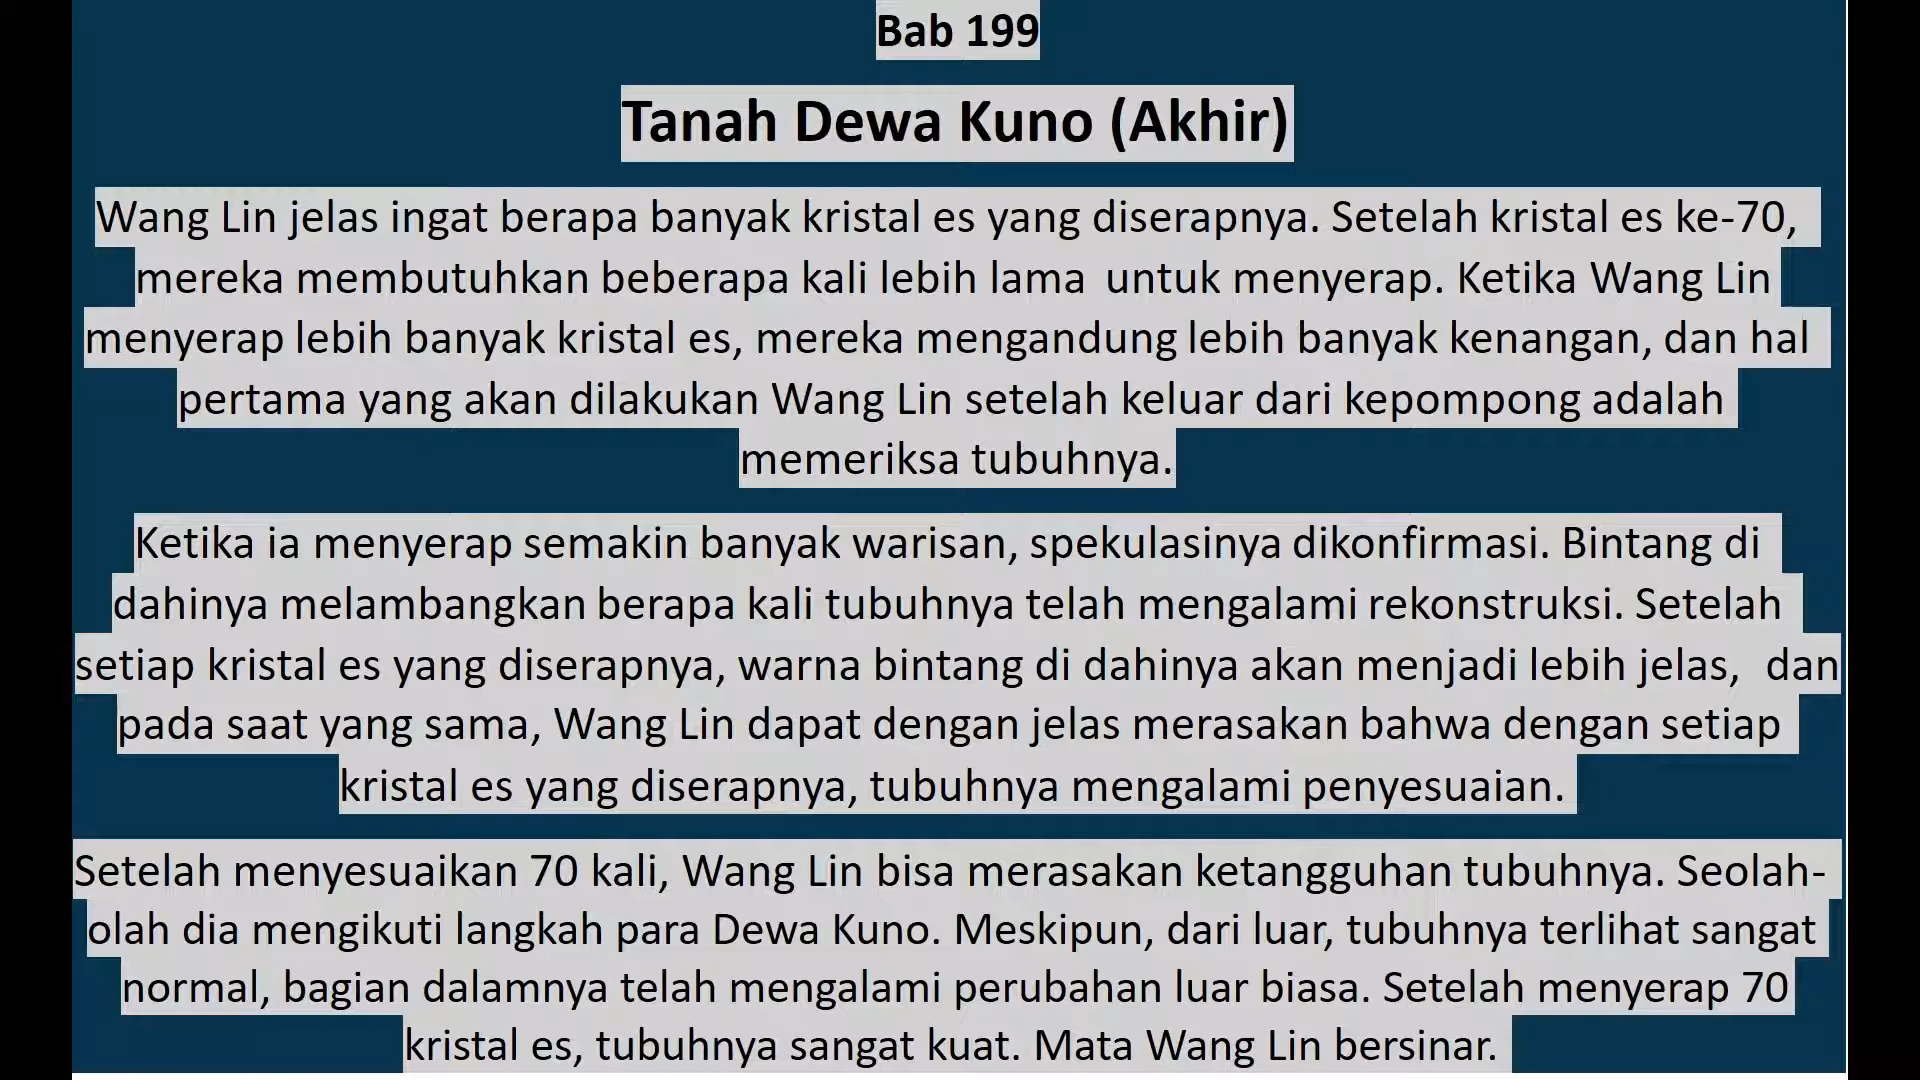 Bab 199
Tanah Dewa Kuno (Akhir)
Wang Lin jelas ingat berapa banyak kristal es yang diserapnya. Setelah kristal es ke-70,
mereka membutuhkan beberapa kali lebih lama untuk menyerap. Ketika Wang Lin
menyerap lebih banyak kristal es, mereka mengandung lebih banyak kenangan, dan hal
pertama yang akan dilakukan Wang Lin setelah keluar dari kepompong adalah
memeriksa tubuhnya.
Ketika ia menyerap semakin banyak warisan, spekulasinya dikonfirmasi. Bintang di
dahinya melambangkan berapa kali tubuhnya telah mengalami rekonstruksi. Setelah
setiap kristal es yang diserapnya, warna bintang di dahinya akan menjadi lebih jelas, dan
pada saat yang sama, Wang Lin dapat dengan jelas merasakan bahwa dengan setiap
kristal es yang diserapnya, tubuhnya mengalami penyesuaian.
Setelah menyesuaikan 70 kali, Wang Lin bisa merasakan ketangguhan tubuhnya. Seolah-
olah dia mengikuti langkah para Dewa Kuno. Meskipun, dari luar, tubuhnya terlihat sangat
normal, bagian dalamnya telah mengalami perubahan luar biasa. Setelah menyerap 70
kristal es, tubuhnya sangat kuat. Mata Wang Lin bersinar.